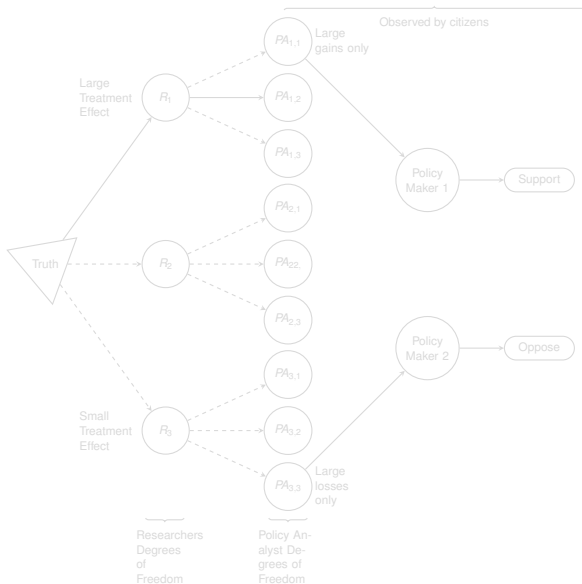 Observed by citizens
PA1,1
Large
gains only
Large
Treatment
Effect
R1
PA1,2.
PA1,3
Policy
Maker 1
Support
PA2,1
Truth
R2
PA22.
PA2,3
Policy
Maker 2
Oppose
PA3,1
Small
Treatment
Effect
R3
PA3,2
PA3,3
Large
losses
only
Researchers
Degrees
of
Freedom
Policy An-
alyst De-
grees of
Freedom